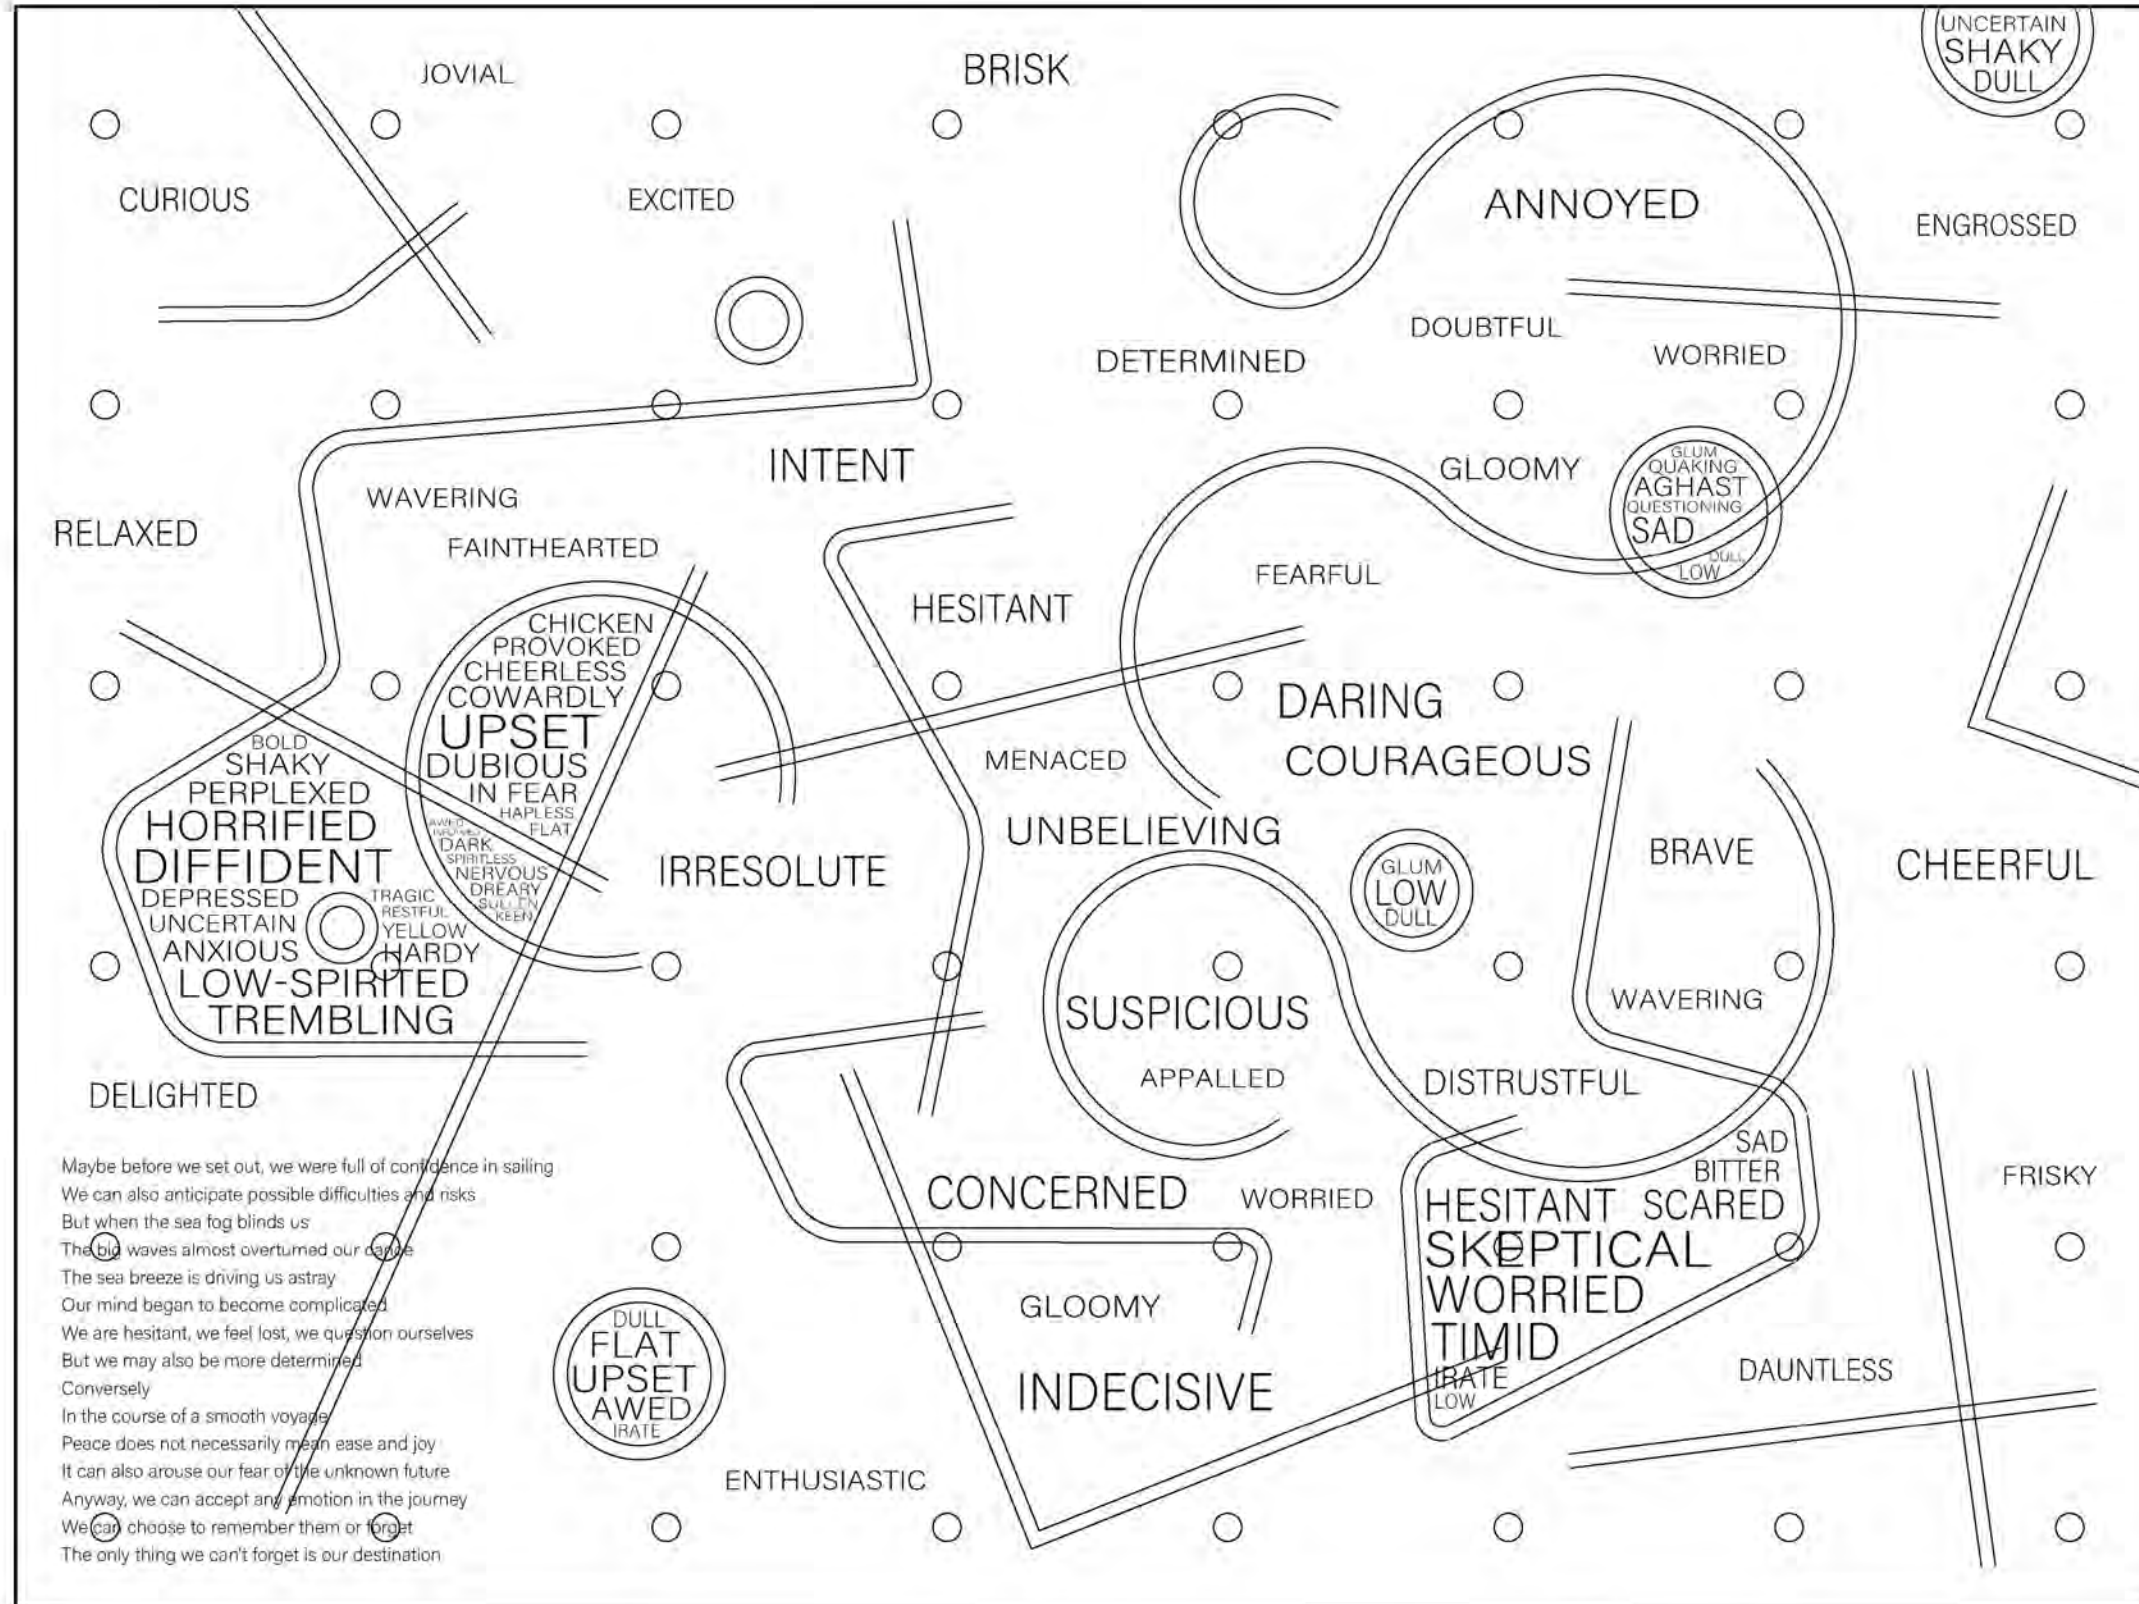 UNCERTAIN
SHAKY
DULL
JOVIAL
BRISK
CURIOUS
EXCITED
ANNOYED
ENGROSSED
DOUBTFUL
DETERMINED
WORRIED
INTENT
GLOOMY
GLUM
QUAKING
AGHAST
QUESTIONING
SAD
DULL
LOW
WAVERING
RELAXED
FAINTHEARTED
FEARFUL
HESITANT
CHICKEN
PROVOKED
CHEERLESS
COWARDLY
UPSET
DUBIOUS
IN FEAR
HAPLESS
FLAT
AWED
DARK
SPIRITLESS
NERVOUS
DREARY
SULLEN
KEEN
BOLD
SHAKY
PERPLEXED
HORRIFIED
DIFFIDENT
DEPRESSED
UNCERTAIN
ANXIOUS
TRAGIC
RESTFUL
YELLOW
HARDY
LOW-SPIRITED
TREMBLING
DARING
COURAGEOUS
MENACED
UNBELIEVING
IRRESOLUTE
GLUM
LOW
DULL
BRAVE
CHEERFUL
WAVERING
SUSPICIOUS
APPALLED
DISTRUSTFUL
DELIGHTED
CONCERNED
WORRIED
SAD
BITTER
HESITANT SCARED
SKEPTICAL
WORRIED
TIMID
IRATE
LOW
FRISKY
GLOOMY
INDECISIVE
DAUNTLESS
DULL
FLAT
UPSET
AWED
IRATE
ENTHUSIASTIC
Maybe before we set out, we were full of confidence in sailing
We can also anticipate possible difficulties and risks
But when the sea fog blinds us
The big waves almost overturned our canoe
The sea breeze is driving us astray
Our mind began to become complicated
We are hesitant, we feel lost, we question ourselves
But we may also be more determined
Conversely
In the course of a smooth voyage
Peace does not necessarily mean ease and joy
It can also arouse our fear of the unknown future
Anyway, we can accept any emotion in the journey
We can choose to remember them or forget
The only thing we can't forget is our destination